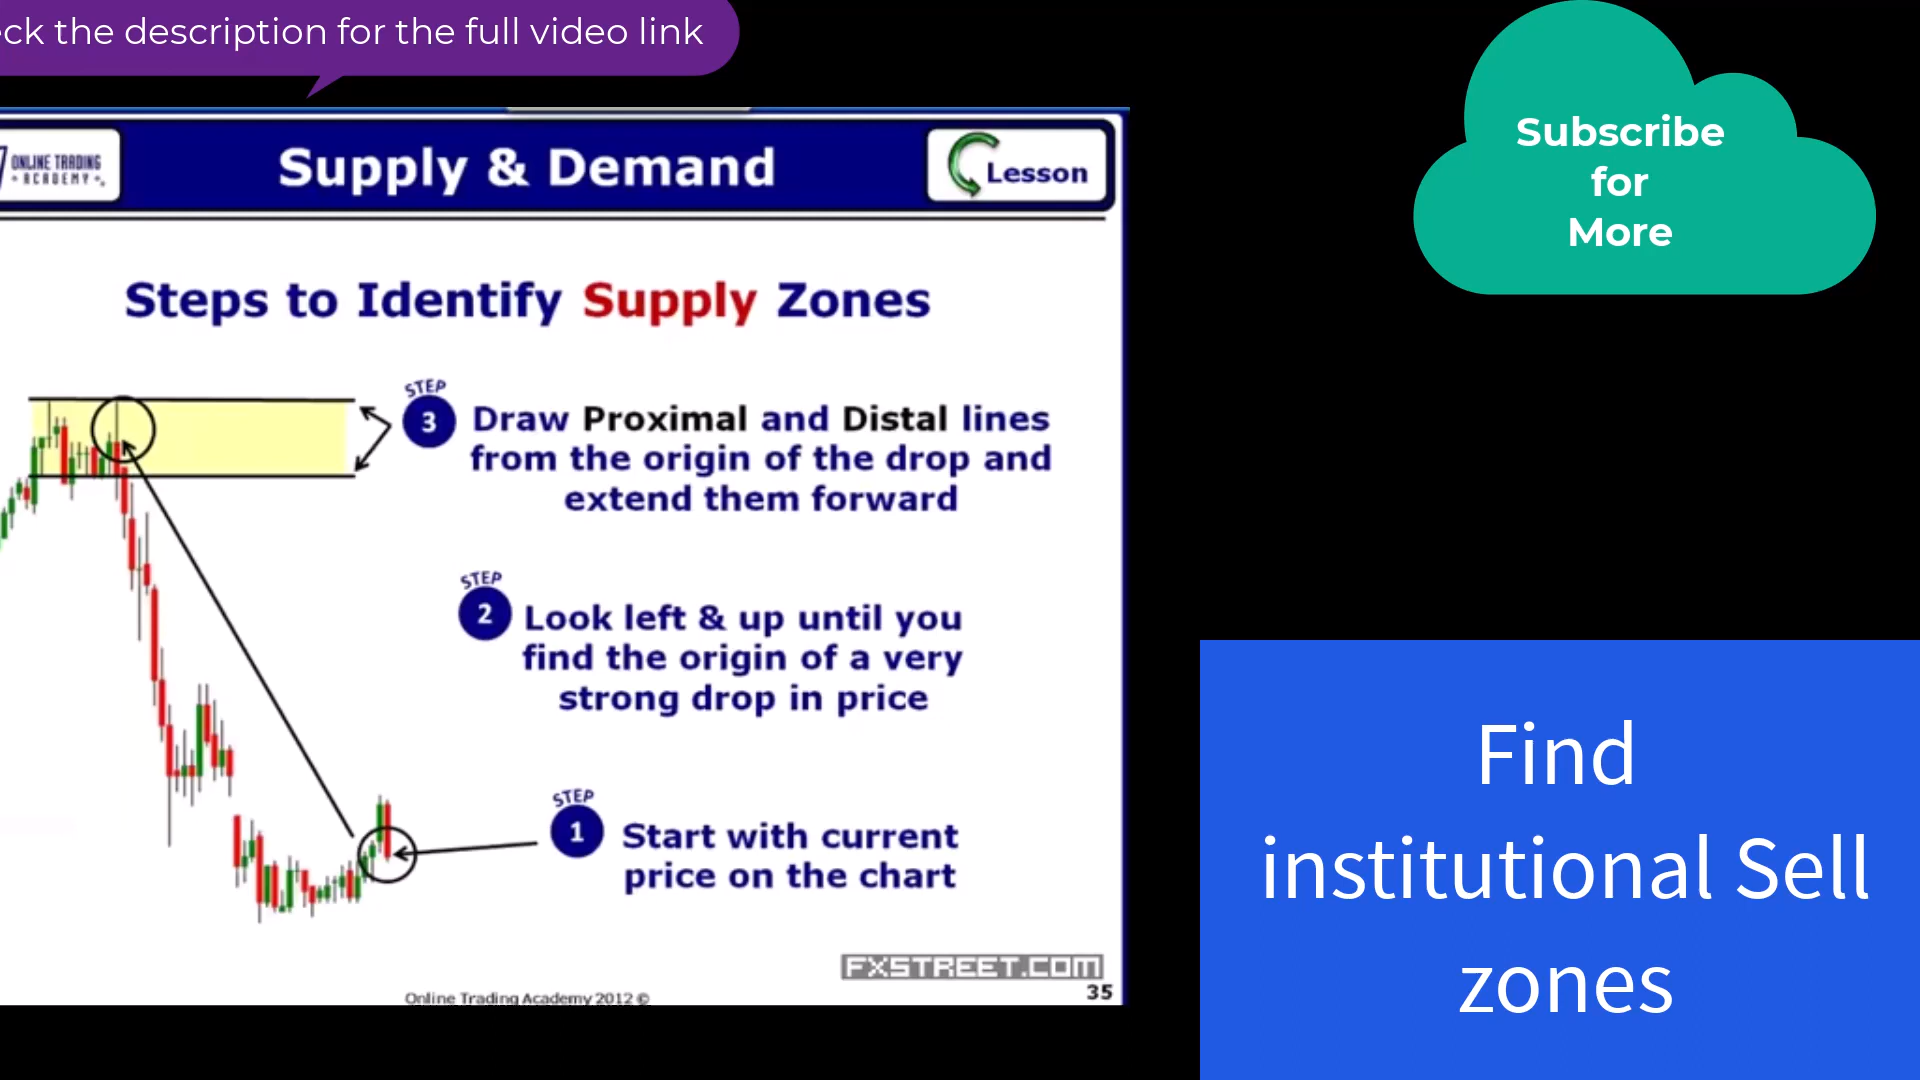 ck the description for the full video link
ONLINE TRADING
ACADEMY
Supply & Demand
Lesson
Steps to Identify Supply Zones
STEP
3
Draw Proximal and Distal lines
from the origin of the drop and
extend them forward
STEP
2
Look left & up until you
find the origin of a very
strong drop in price
STEP
1
Start with current
price on the chart
FXSTREET.COM
35
Online Trading Academy 2012 ©
Subscribe
for
More
Find
institutional Sell
zones